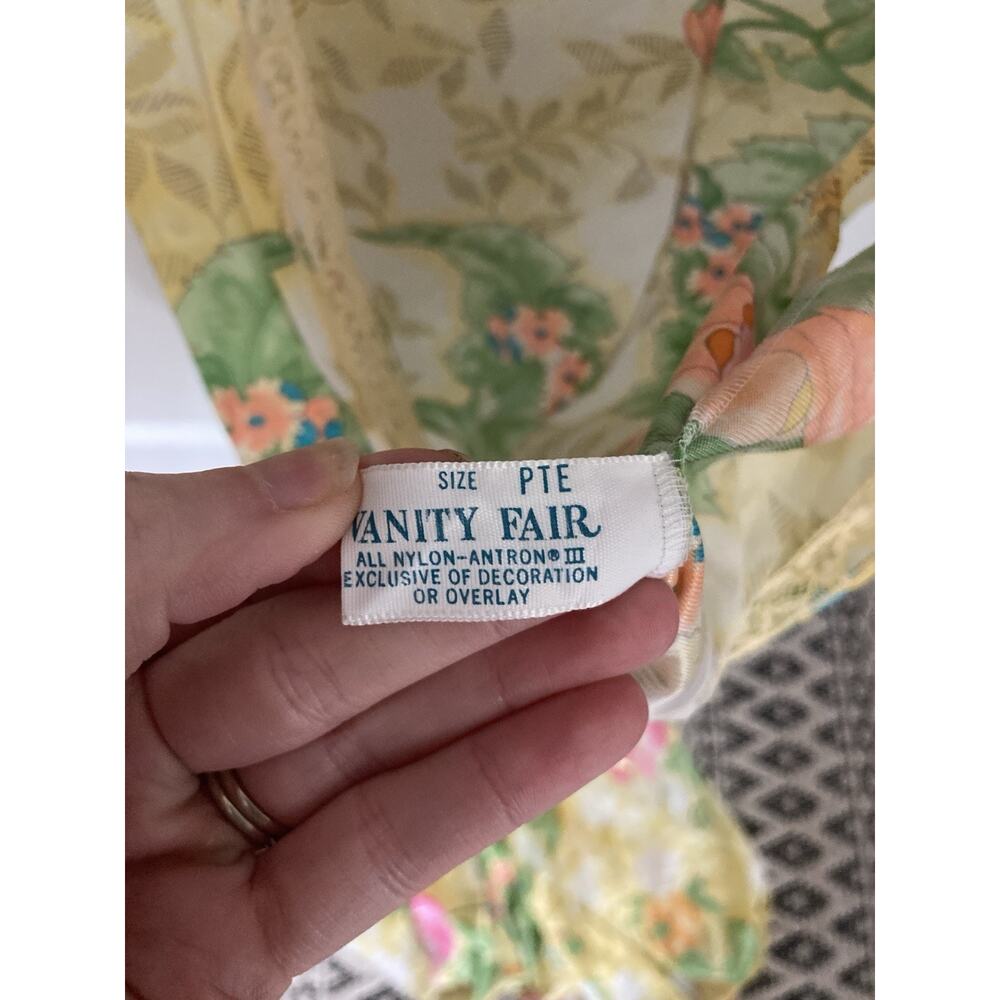 SIZE PTE
VANITY FAIR
ALL NYLON-ANTRON® III
EXCLUSIVE OF DECORATION
OR OVERLAY